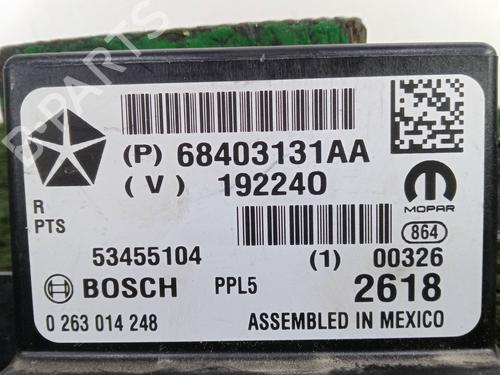 (P) 68403131AA
(V) 192240
R
PTS
MOPAR
864
53455104
(1) 00326
BOSCH PPL5 2618
0 263 014 248 ASSEMBLED IN MEXICO
B-PARTS